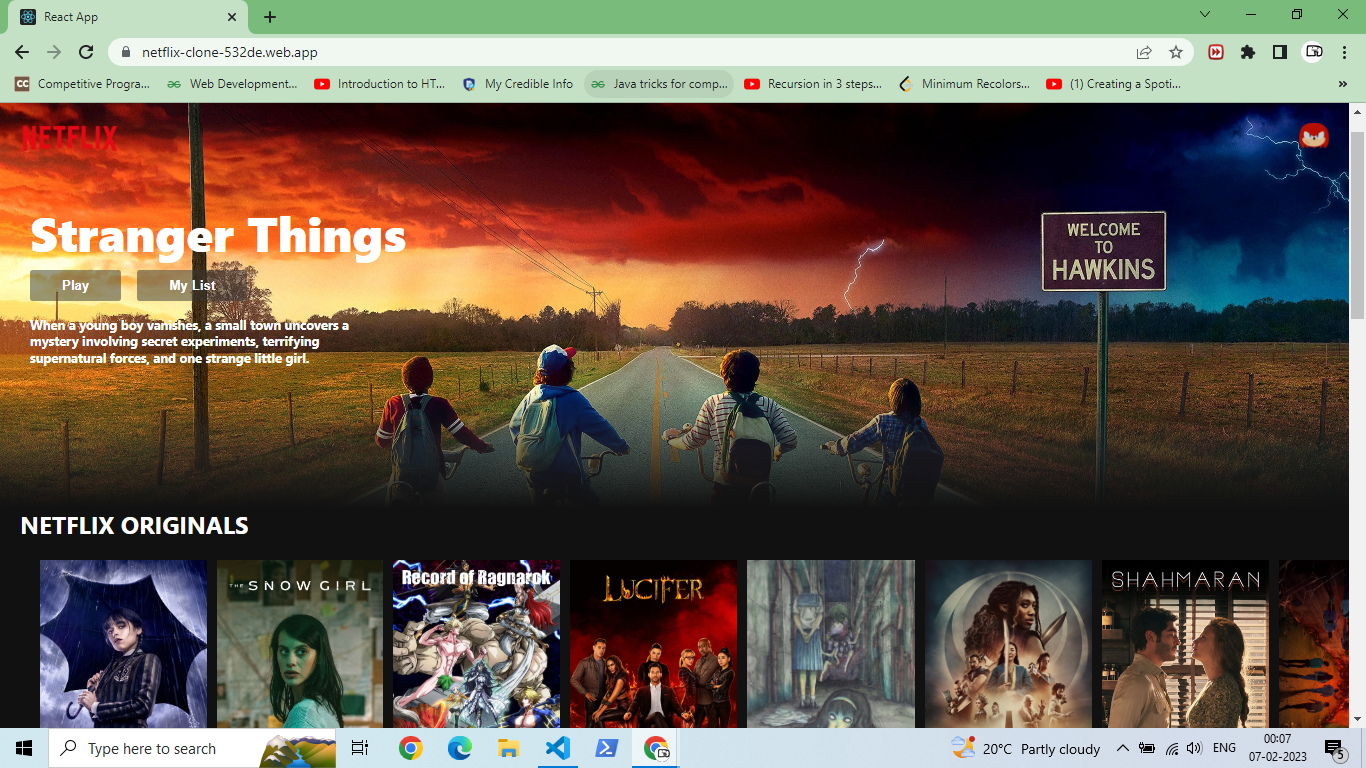 React App
netflix-clone-532de.web.app
CC Competitive Progra...
Web Development...
Introduction to HT...
My Credible Info
Java tricks for comp...
Recursion in 3 steps...
Minimum Recolors...
(1) Creating a Spoti...
NETFLIX
Stranger Things
Play
My List
When a young boy vanishes, a small town uncovers a
mystery involving secret experiments, terrifying
supernatural forces, and one strange little girl.
WELCOME
TO
HAWKINS
NETFLIX ORIGINALS
THE SNOW GIRL
Record of Ragnarok
LUCIFER
SHAHMARAN
Type here to search
20°C Partly cloudy
ENG
00:07
07-02-2023
5